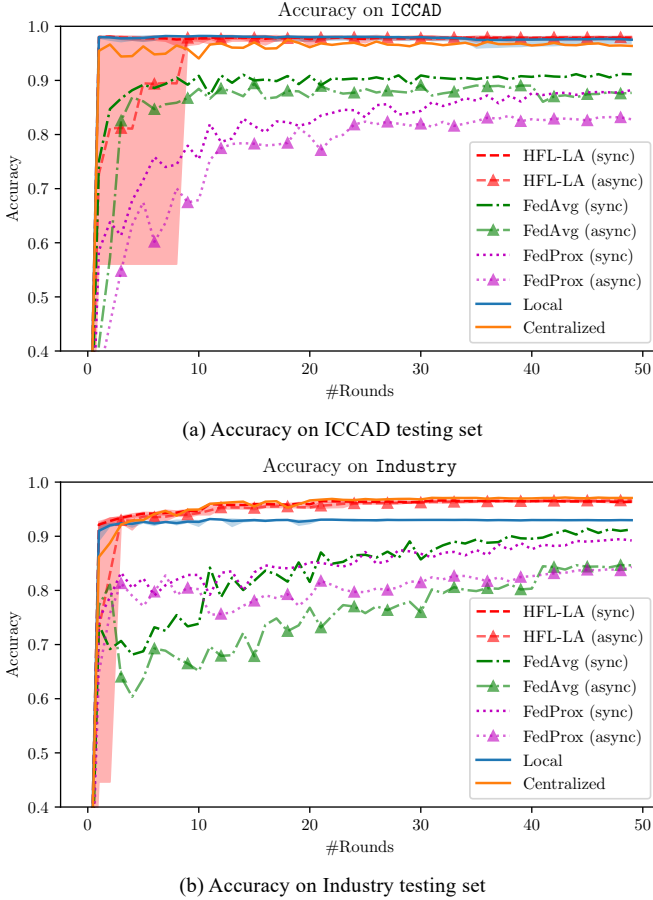 Accuracy on ICCAD
1.0
0.9
0.8
0.7
0.6
0.5
0.4
Accuracy
HFL-LA (sync)
HFL-LA (async)
FedAvg (sync)
FedAvg (async)
FedProx (sync)
FedProx (async)
Local
Centralized
0 10 20 30 40 50
#Rounds
(a) Accuracy on ICCAD testing set
Accuracy on Industry
1.0
0.9
0.8
0.7
0.6
0.5
0.4
Accuracy
HFL-LA (sync)
HFL-LA (async)
FedAvg (sync)
FedAvg (async)
FedProx (sync)
FedProx (async)
Local
Centralized
0 10 20 30 40 50
#Rounds
(b) Accuracy on Industry testing set